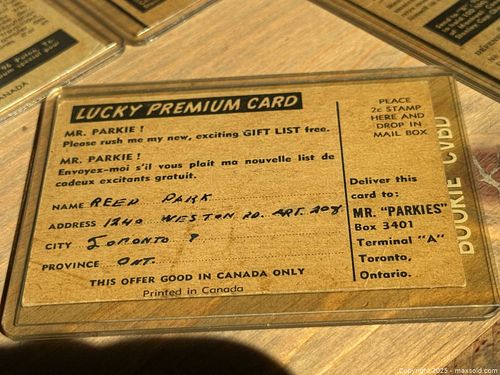 LUCKY PREMIUM CARD
MR. PARKIE !
Please rush me my new, exciting GIFT LIST free.
MR. PARKIE !
Envoyez-moi s'il vous plait ma nouvelle list de
cadeux excitants gratuit.
NAME REED PARK
ADDRESS 1240 WESTON RD. APT. 208
CITY TORONTO 9
PROVINCE ONT.
THIS OFFER GOOD IN CANADA ONLY
Printed in Canada
PLACE
2c STAMP
HERE AND
DROP IN
MAIL BOX
Deliver this
card to:
MR. "PARKIES"
Box 3401
Terminal "A"
Toronto,
Ontario.
ROOKIE CARD
CANADA
Copyright 2025 - maxsold.com